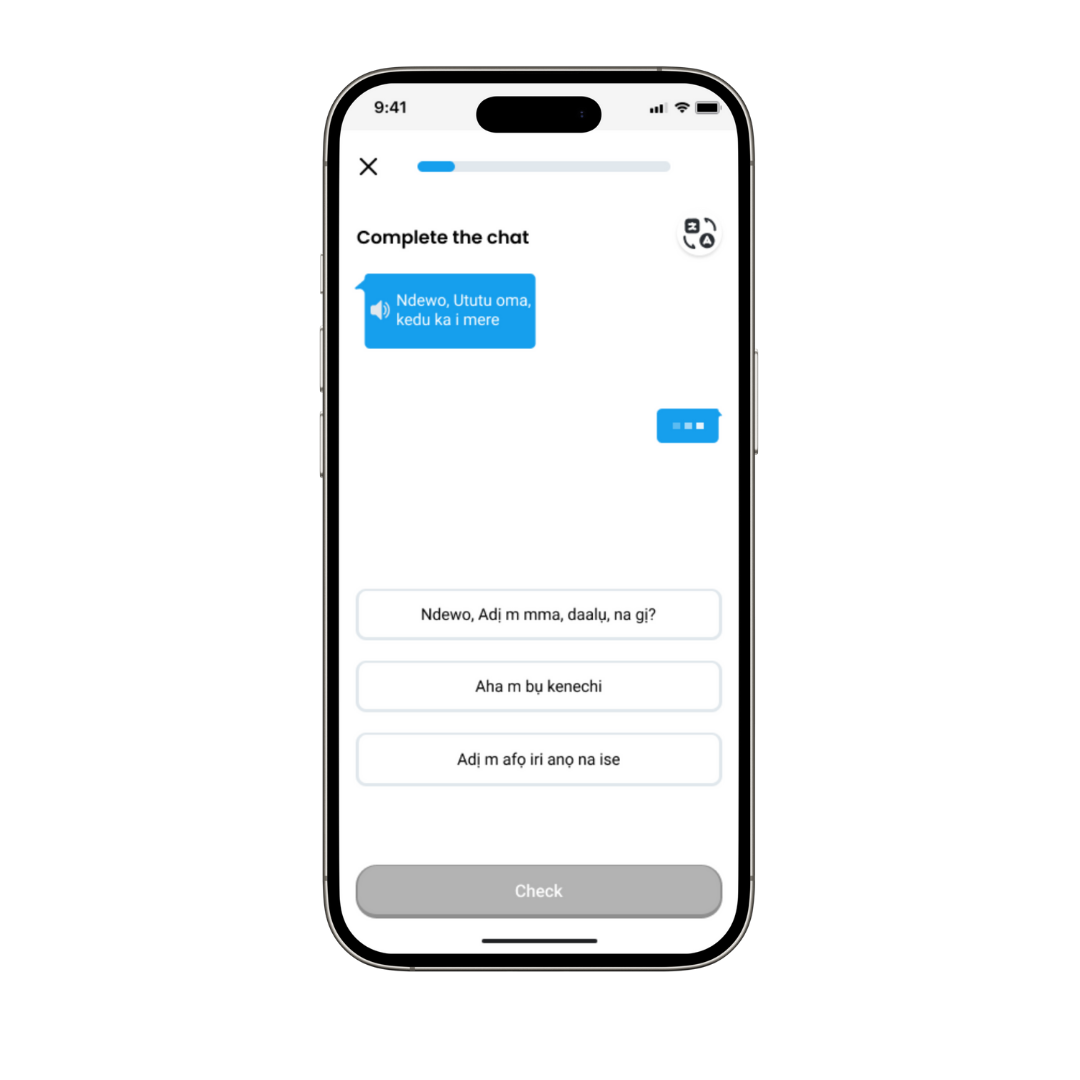 9:41
Complete the chat
Ndewo, Ututu oma,
kedu ka i mere
Ndewo, Adị m mma, daalụ, na gị?
Aha m bụ kenechi
Adị m afọ iri anọ na ise
Check